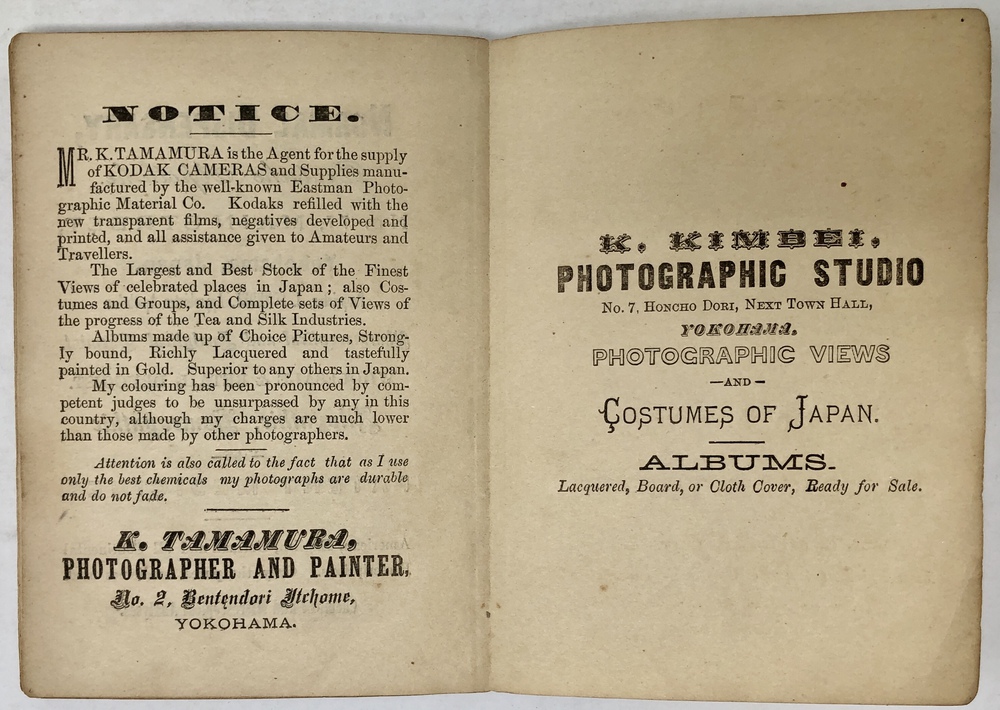 NOTICE.
MR. K. TAMAMURA is the Agent for the supply
of KODAK CAMERAS and Supplies manu-
factured by the well-known Eastman Photo-
graphic Material Co. Kodaks refilled with the
new transparent films, negatives developed and
printed, and all assistance given to Amateurs and
Travellers.
The Largest and Best Stock of the Finest
Views of celebrated places in Japan; also Cos-
tumes and Groups, and Complete sets of Views of
the progress of the Tea and Silk Industries.
Albums made up of Choice Pictures, Strong-
ly bound, Richly Lacquered and tastefully
painted in Gold. Superior to any others in Japan.
My colouring has been pronounced by com-
petent judges to be unsurpassed by any in this
country, although my charges are much lower
than those made by other photographers.
Attention is also called to the fact that as I use
only the best chemicals my photographs are durable
and do not fade.
K. TAMAMURA,
PHOTOGRAPHER AND PAINTER,
No. 2, Bentendori Itchome,
YOKOHAMA.
K. KIMBEI.
PHOTOGRAPHIC STUDIO
No. 7, Honcho Dori, Next Town Hall,
YOKOHAMA.
PHOTOGRAPHIC VIEWS
—AND—
COSTUMES OF JAPAN.
ALBUMS.
Lacquered, Board, or Cloth Cover, Ready for Sale.